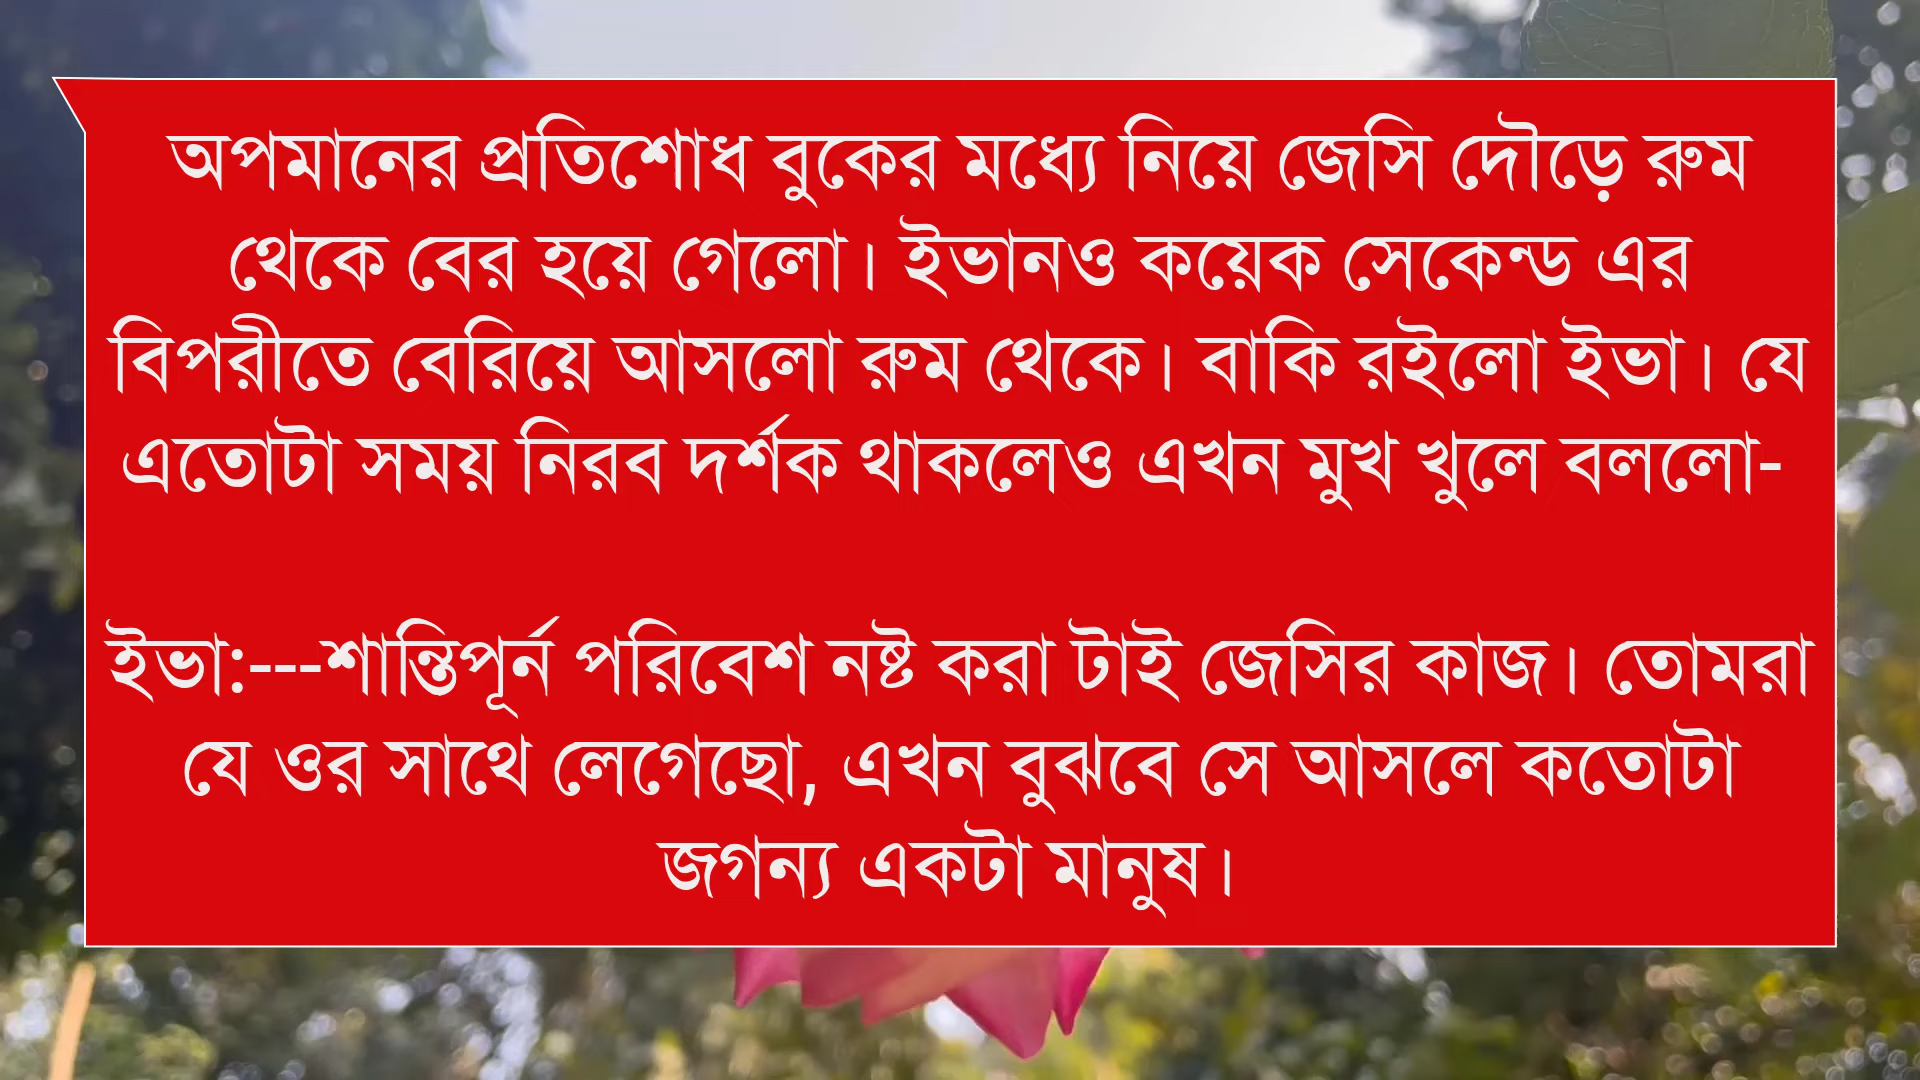 অপমানের প্রতিশোধ বুকের মধ্যে নিয়ে জেসি দৌড়ে রুম
থেকে বের হয়ে গেলো। ইভানও কয়েক সেকেন্ড এর
বিপরীতে বেরিয়ে আসলো রুম থেকে। বাকি রইলো ইভা। যে
এতোটা সময় নিরব দর্শক থাকলেও এখন মুখ খুলে বললো-
ইভা:---শান্তিপূর্ন পরিবেশ নষ্ট করা টাই জেসির কাজ। তোমরা
যে ওর সাথে লেগেছো, এখন বুঝবে সে আসলে কতোটা
জগন্য একটা মানুষ।